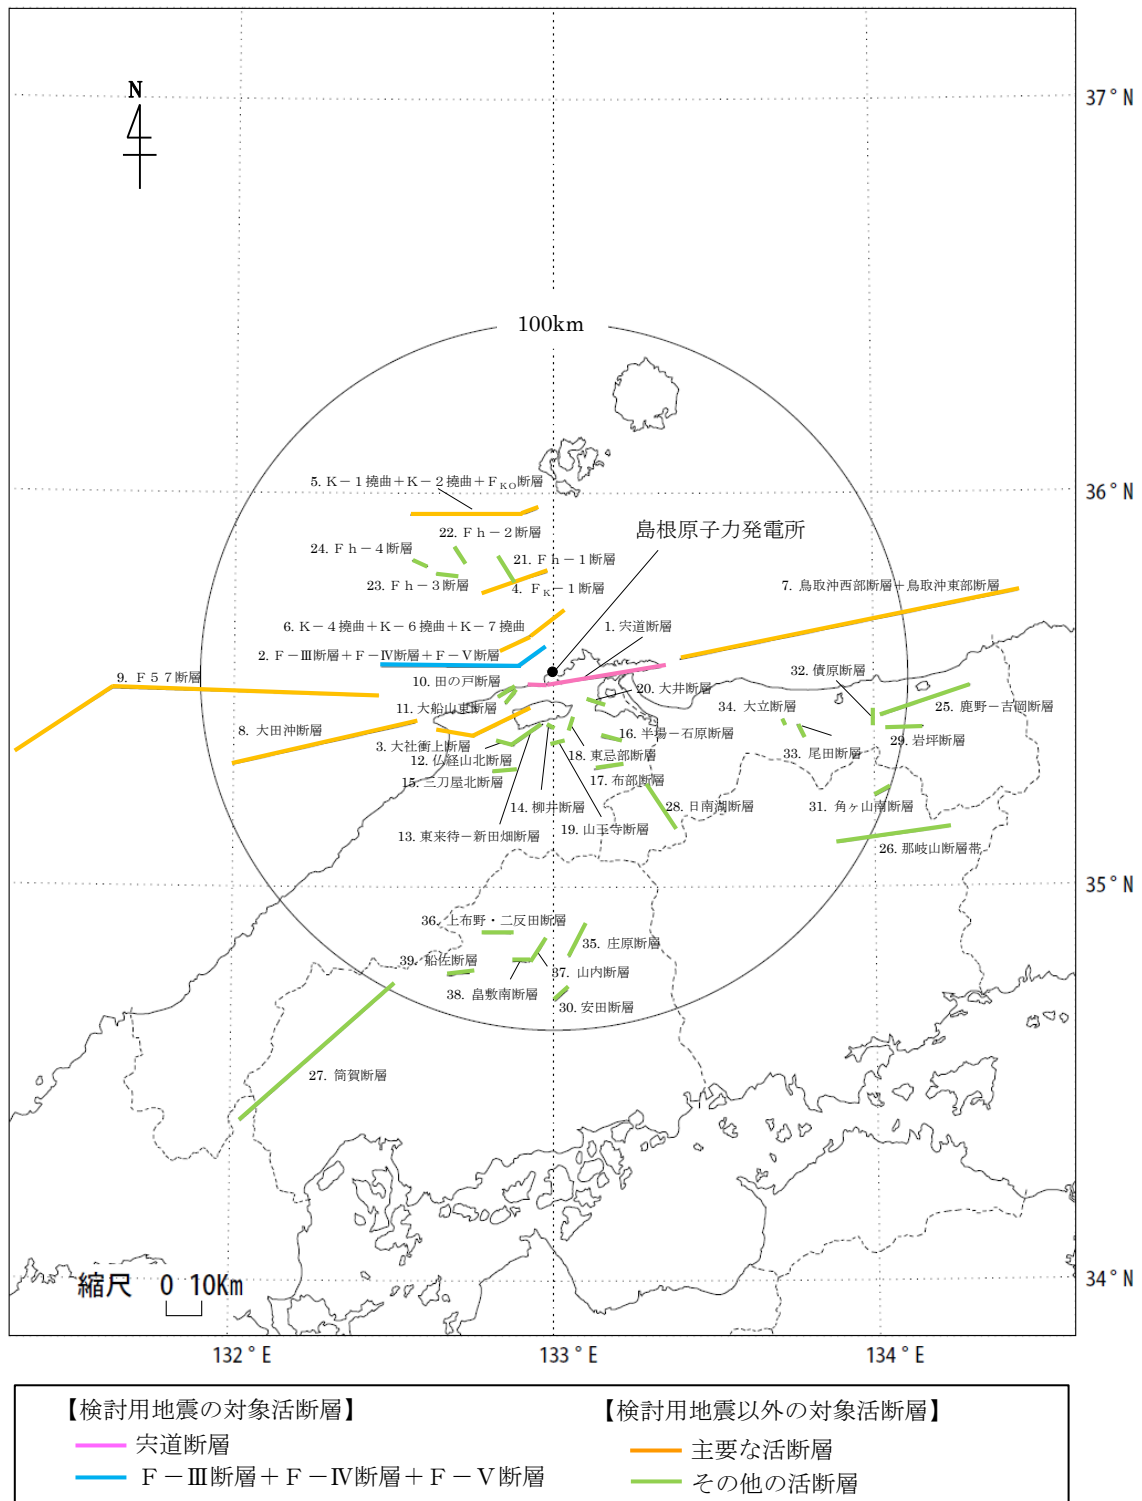 N
37°N
100km
36°N
5. K－1撓曲＋K－2撓曲＋FKO断層
22. Fh－2断層
島根原子力発電所
24. Fh－4断層
21. Fh－1断層
23. Fh－3断層
4. FK－1断層
7. 鳥取沖西部断層＋鳥取沖東部断層
6. K－4撓曲＋K－6撓曲＋K－7撓曲
1. 宍道断層
2. F－Ⅲ断層＋F－Ⅳ断層＋F－Ⅴ断層
32. 儥原断層
9. F57断層
10. 田の戸断層
20. 大井断層
11. 大船山東断層
34. 大立断層
25. 鹿野－吉岡断層
8. 大田沖断層
16. 半場－石原断層
29. 岩坪断層
3. 大社衝上断層
18. 東忌部断層
33. 尾田断層
12. 仏経山北断層
17. 布部断層
15. 三刀屋北断層
14. 柳井断層
28. 日南湖断層
31. 角ヶ山南断層
13. 東来待－新田畑断層
19. 山王寺断層
26. 那岐山断層帯
35°N
36. 上布野・二反田断層
35. 庄原断層
39. 船佐断層
37. 山内断層
38. 畠敷南断層
30. 安田断層
27. 筒賀断層
34°N
縮尺 0 10Km
132°E
133°E
134°E
【検討用地震の対象活断層】
宍道断層
F－Ⅲ断層＋F－Ⅳ断層＋F－Ⅴ断層
【検討用地震以外の対象活断層】
主要な活断層
その他の活断層